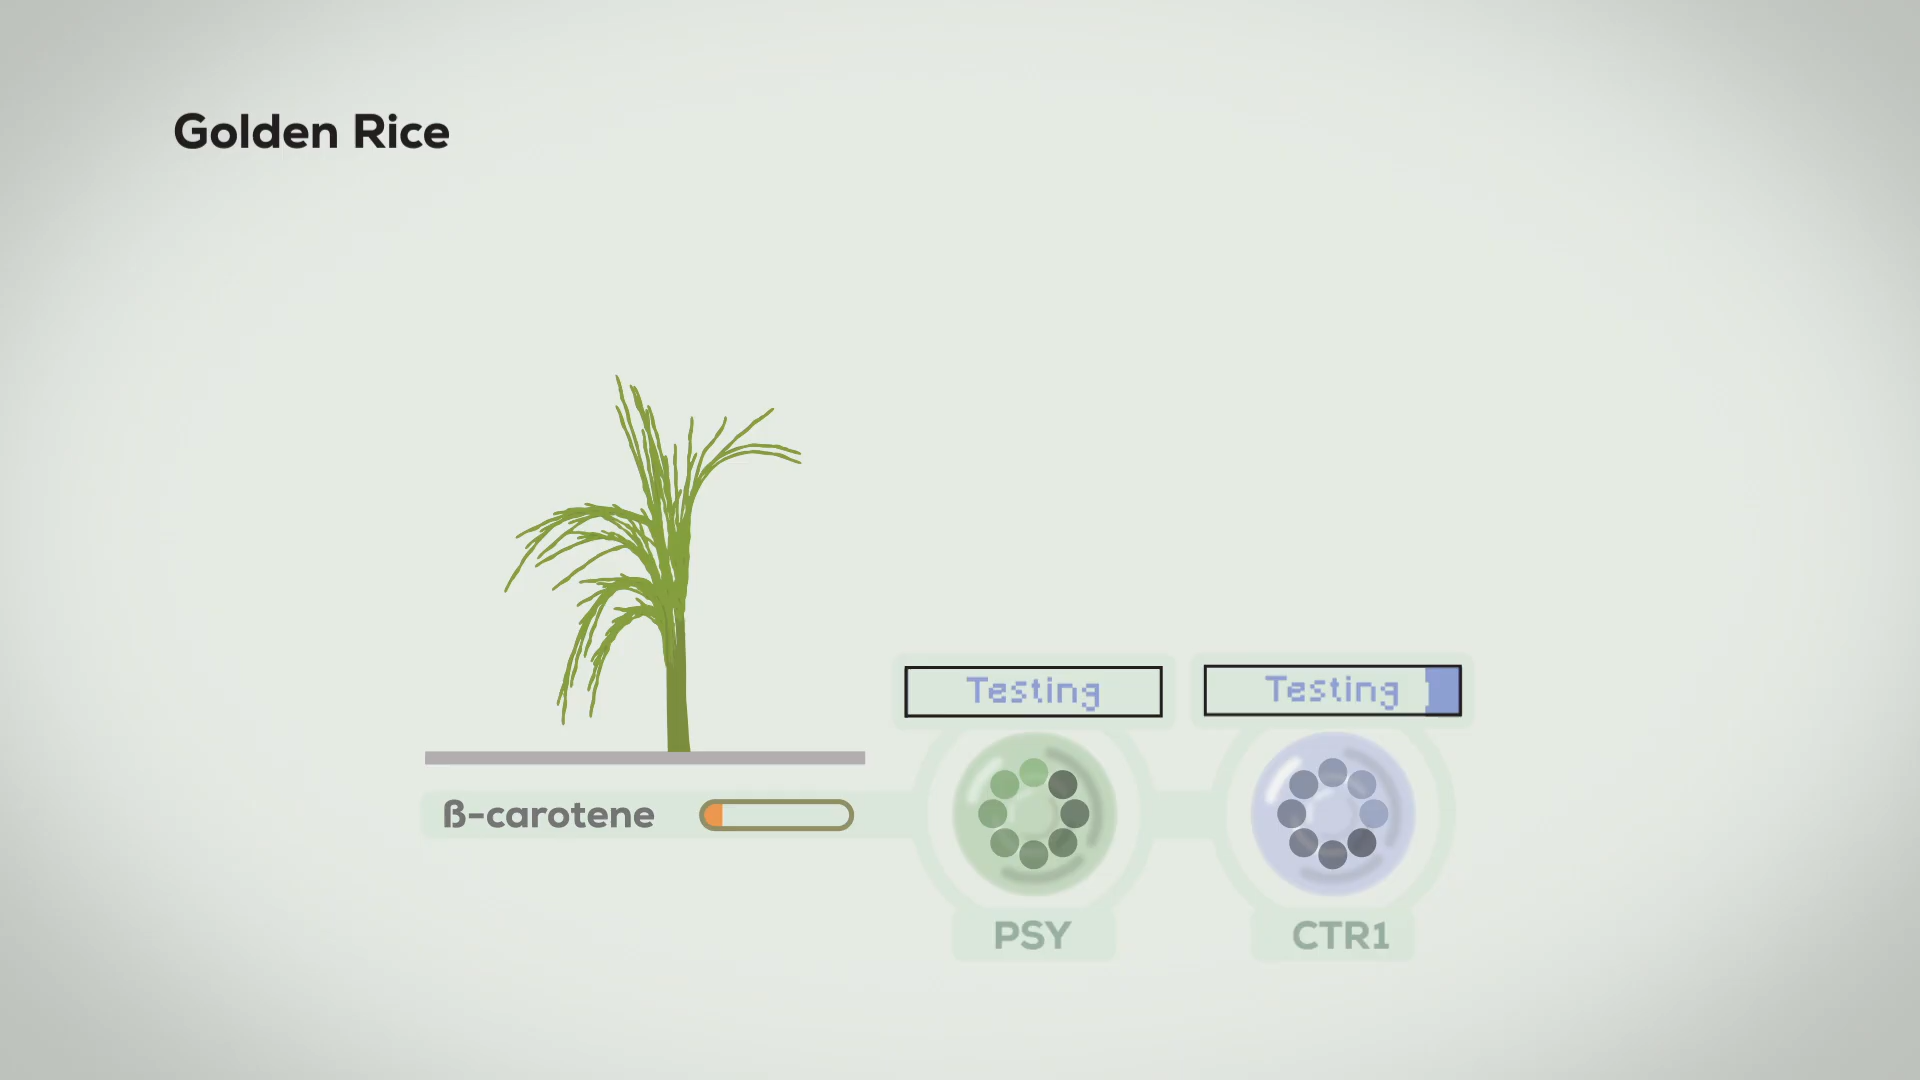 Golden Rice
Testing
Testing
ß-carotene
PSY
CTR1